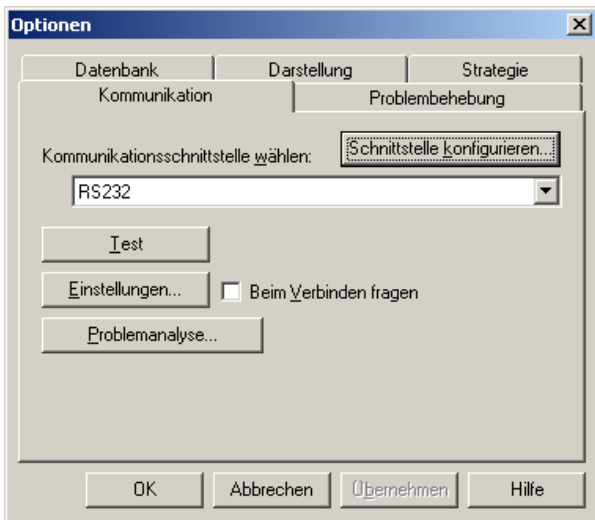 Optionen
Datenbank Darstellung Strategie
Kommunikation Problembehebung
Kommunikationsschnittstelle wählen: Schnittstelle konfigurieren...
RS232
Test
Einstellungen... Beim Verbinden fragen
Problemanalyse...
OK Abbrechen Übernehmen Hilfe